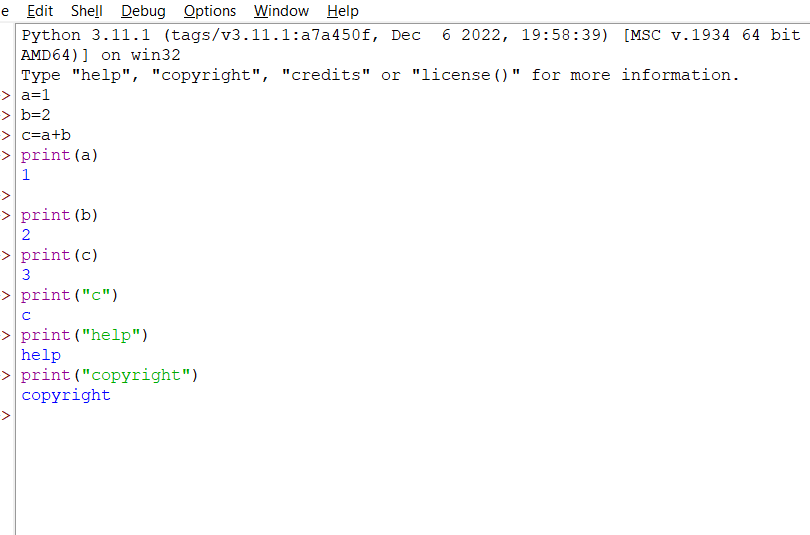 e Edit Shell Debug Options Window Help
Python 3.11.1 (tags/v3.11.1:a7a450f, Dec  6 2022, 19:58:39) [MSC v.1934 64 bit
AMD64)] on win32
Type "help", "copyright", "credits" or "license()" for more information.
> a=1
> b=2
> c=a+b
> print(a)
1
>
> print(b)
2
> print(c)
3
> print("c")
c
> print("help")
help
> print("copyright")
copyright
>